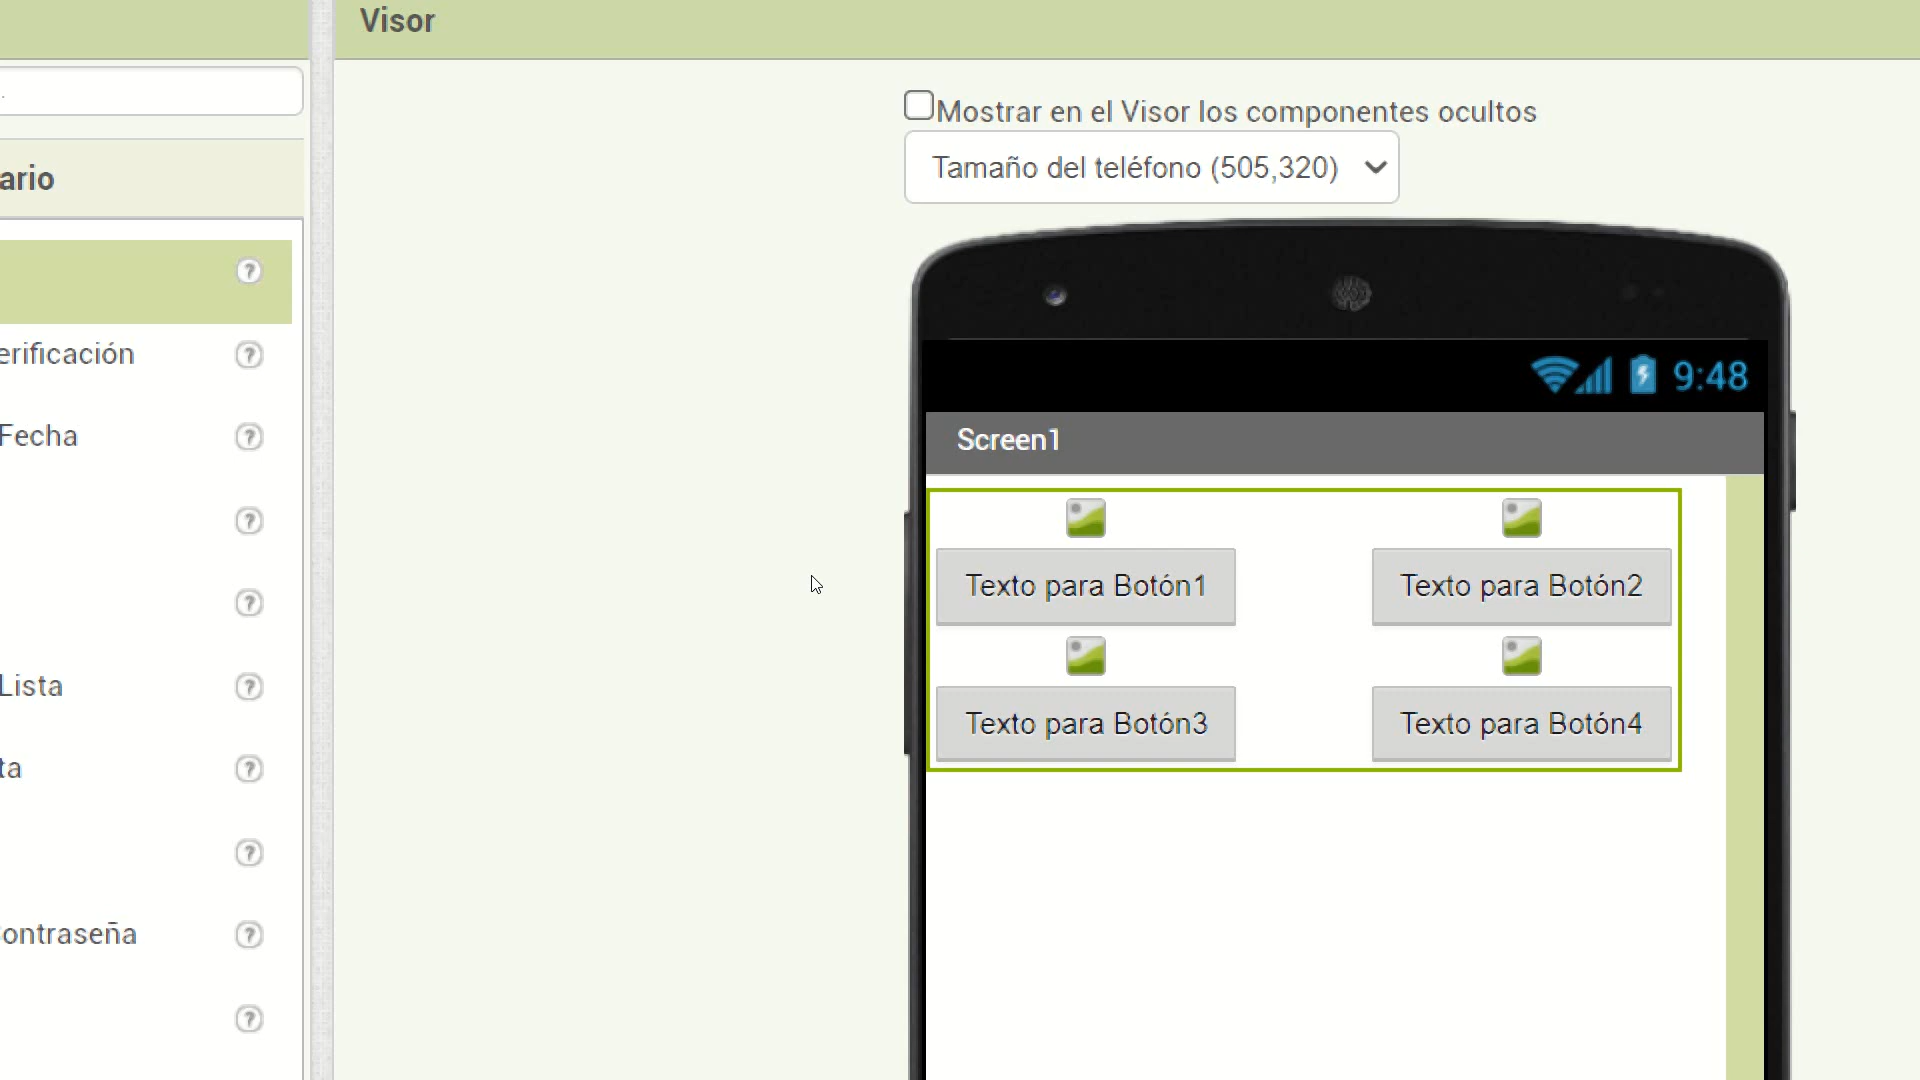 Visor
Mostrar en el Visor los componentes ocultos
Tamaño del teléfono (505,320)
ario
?
erificación ?
Fecha ?
?
?
Lista ?
ta ?
?
ontraseña ?
?
9:48
Screen1
Texto para Botón1 Texto para Botón2
Texto para Botón3 Texto para Botón4